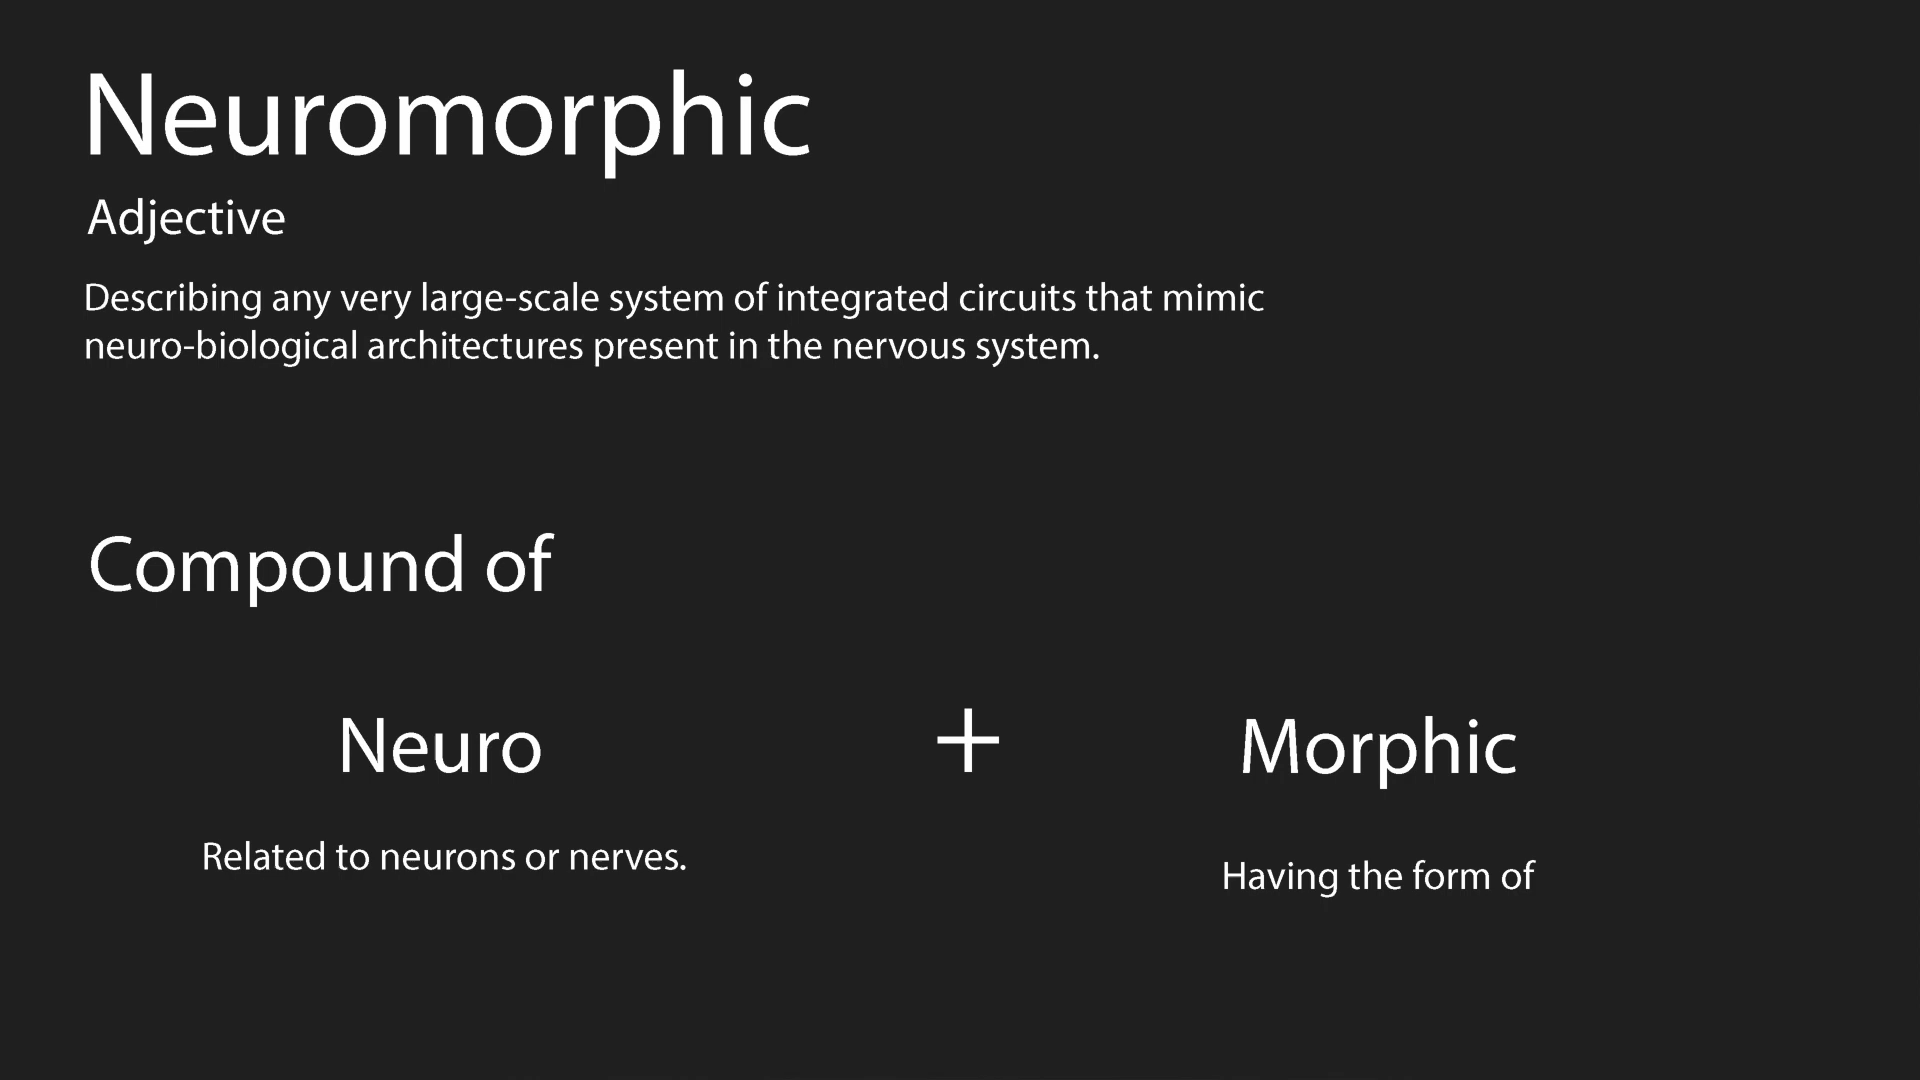 Neuromorphic
Adjective
Describing any very large-scale system of integrated circuits that mimic
neuro-biological architectures present in the nervous system.
Compound of
Neuro + Morphic
Related to neurons or nerves.
Having the form of